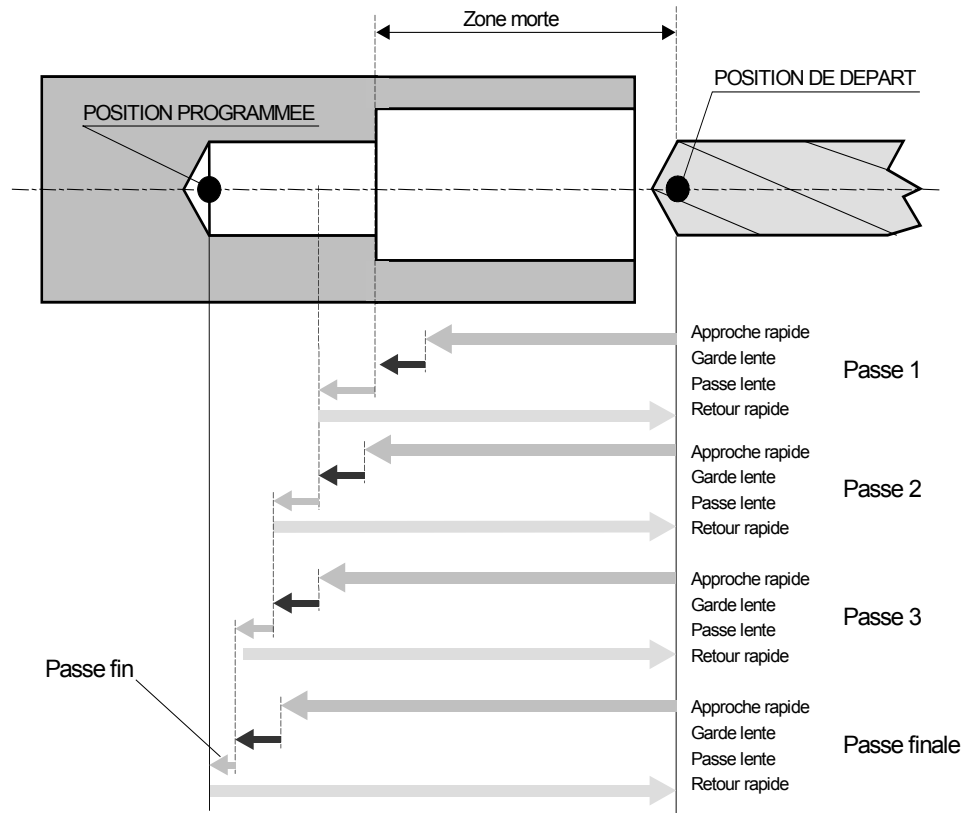 Zone morte
POSITION DE DEPART
POSITION PROGRAMMEE
Approche rapide
Garde lente
Passe lente
Retour rapide
Passe 1
Approche rapide
Garde lente
Passe lente
Retour rapide
Passe 2
Approche rapide
Garde lente
Passe lente
Retour rapide
Passe 3
Passe fin
Approche rapide
Garde lente
Passe lente
Retour rapide
Passe finale